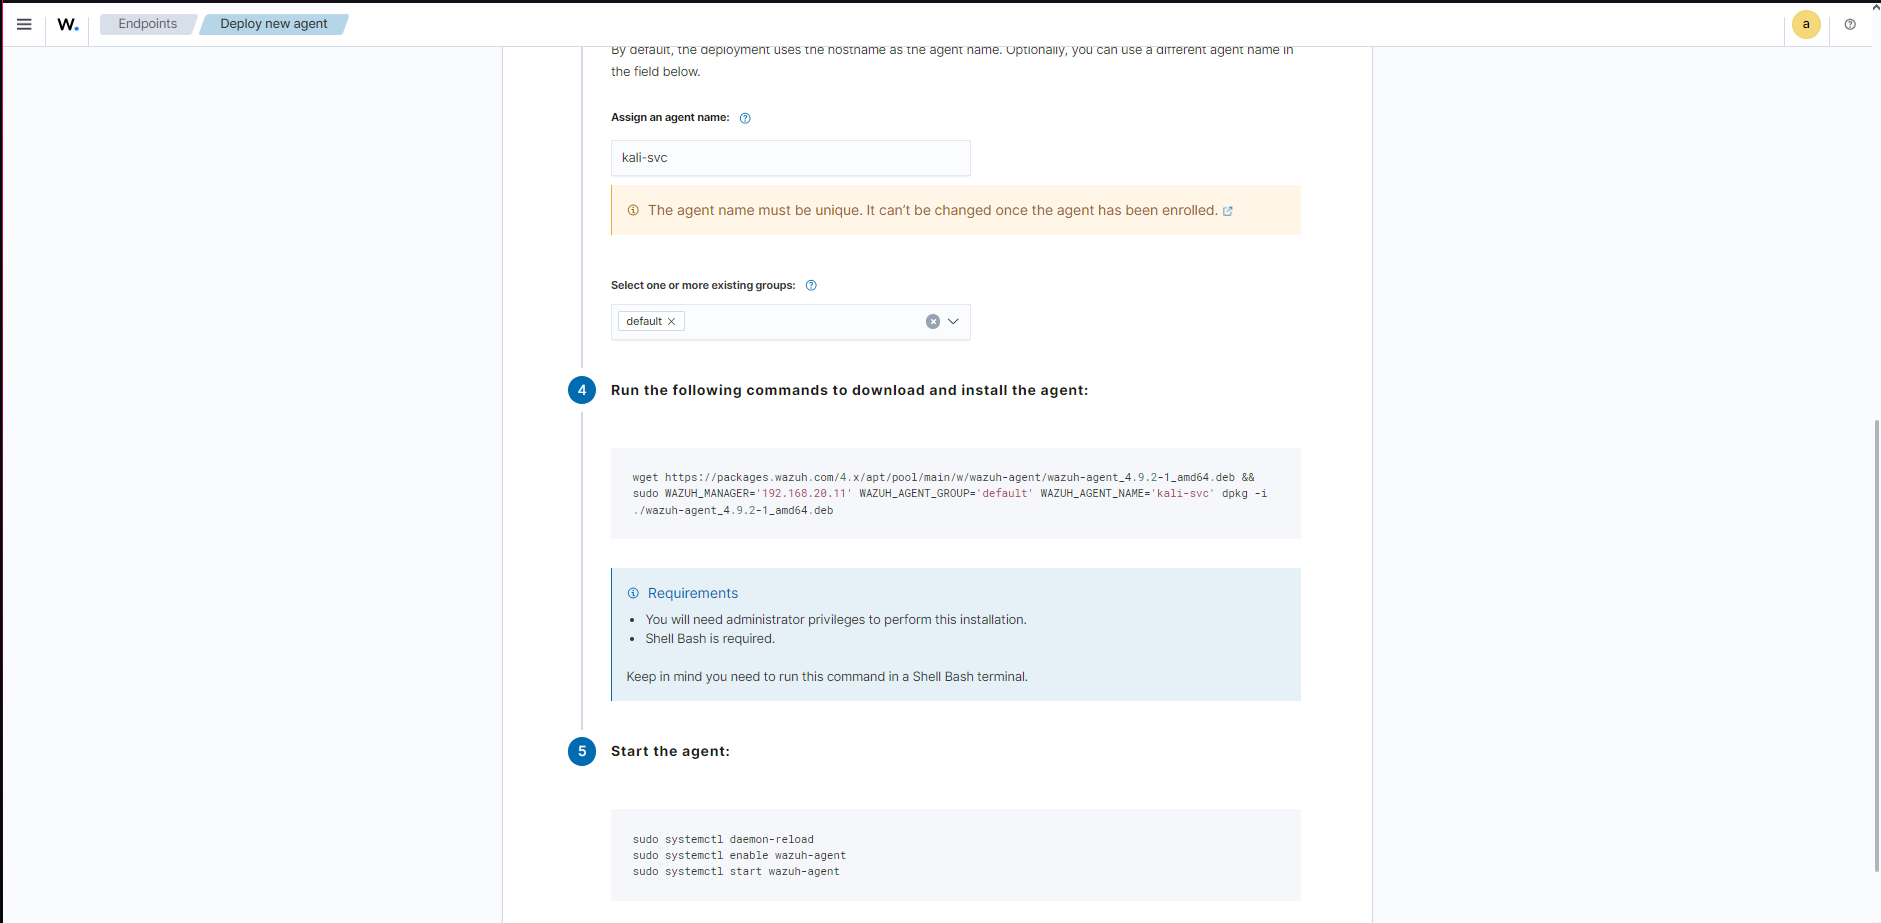 W.
Endpoints
Deploy new agent
a
By default, the deployment uses the hostname as the agent name. Optionally, you can use a different agent name in
the field below.
Assign an agent name:
kali-svc
The agent name must be unique. It can’t be changed once the agent has been enrolled.
Select one or more existing groups:
default
4
Run the following commands to download and install the agent:
wget https://packages.wazuh.com/4.x/apt/pool/main/w/wazuh-agent/wazuh-agent_4.9.2-1_amd64.deb &&
sudo WAZUH_MANAGER='192.168.20.11' WAZUH_AGENT_GROUP='default' WAZUH_AGENT_NAME='kali-svc' dpkg -i
./wazuh-agent_4.9.2-1_amd64.deb
Requirements
• You will need administrator privileges to perform this installation.
• Shell Bash is required.
Keep in mind you need to run this command in a Shell Bash terminal.
5
Start the agent:
sudo systemctl daemon-reload
sudo systemctl enable wazuh-agent
sudo systemctl start wazuh-agent